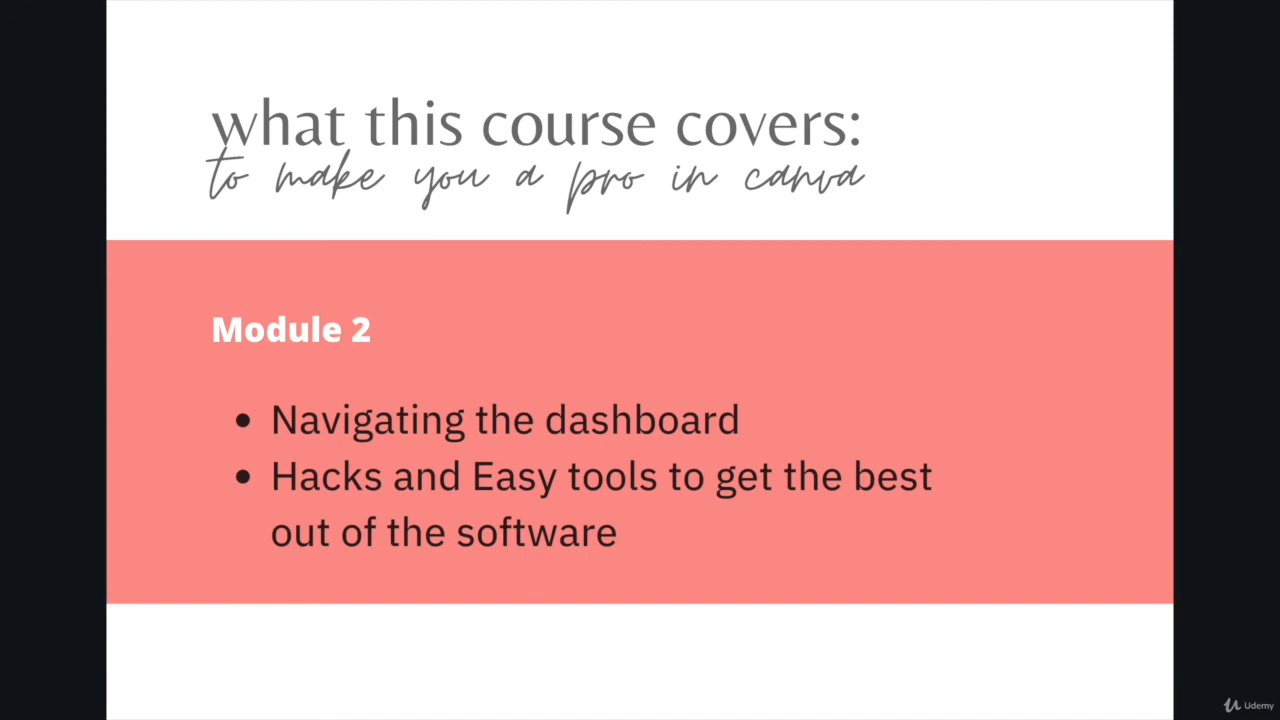 what this course covers:
to make you a pro in canva
Module 2
• Navigating the dashboard
• Hacks and Easy tools to get the best
out of the software
Udemy